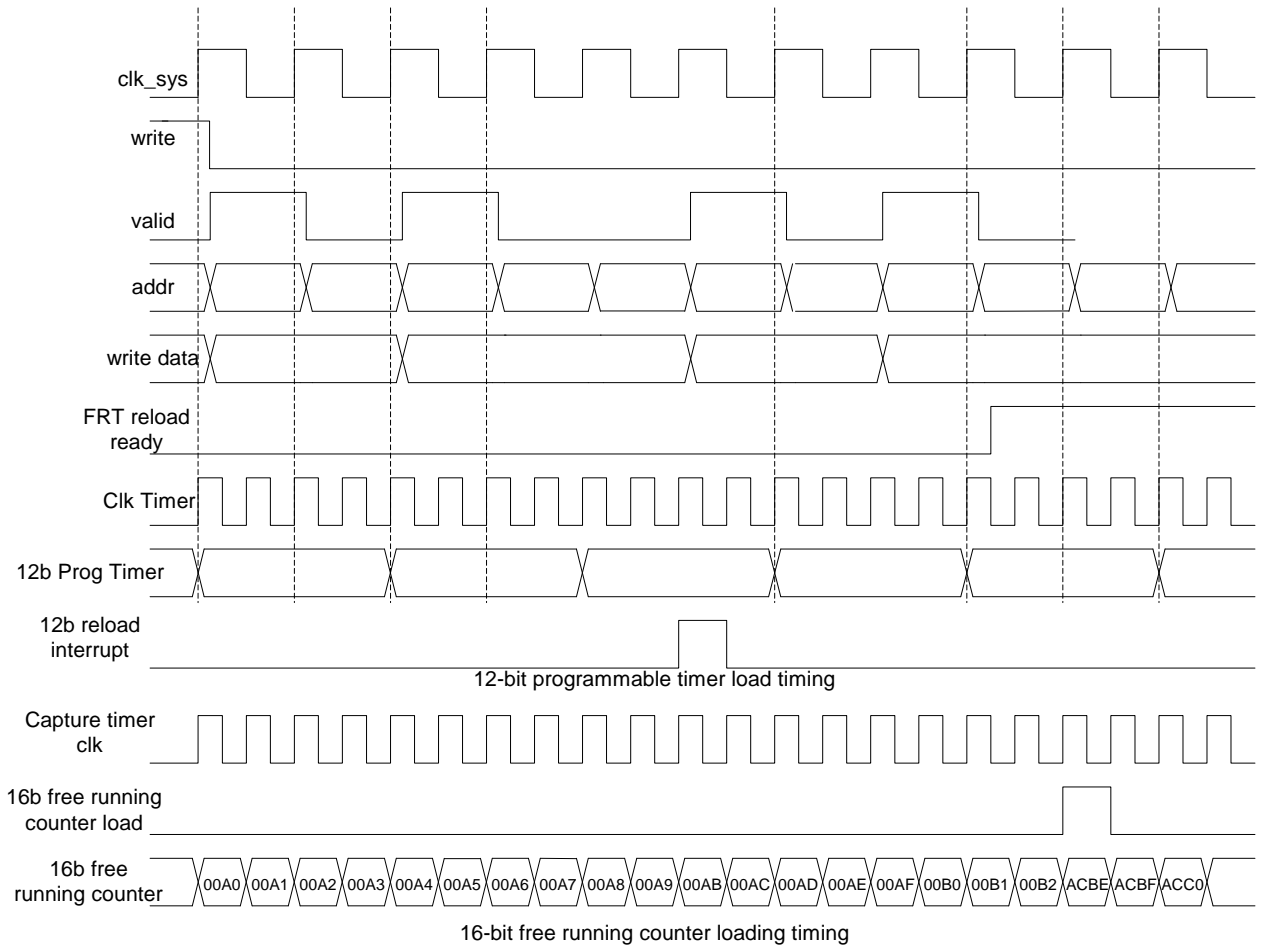 clk_sys
write
valid
addr
write data
FRT reload
ready
Clk Timer
12b Prog Timer
12b reload
interrupt
12-bit programmable timer load timing
Capture timer
clk
16b free running
counter load
16b free
running counter
00A0 00A1 00A2 00A3 00A4 00A5 00A6 00A7 00A8 00A9 00AB 00AC 00AD 00AE 00AF 00B0 00B1 00B2 ACBE ACBF ACC0
16-bit free running counter loading timing